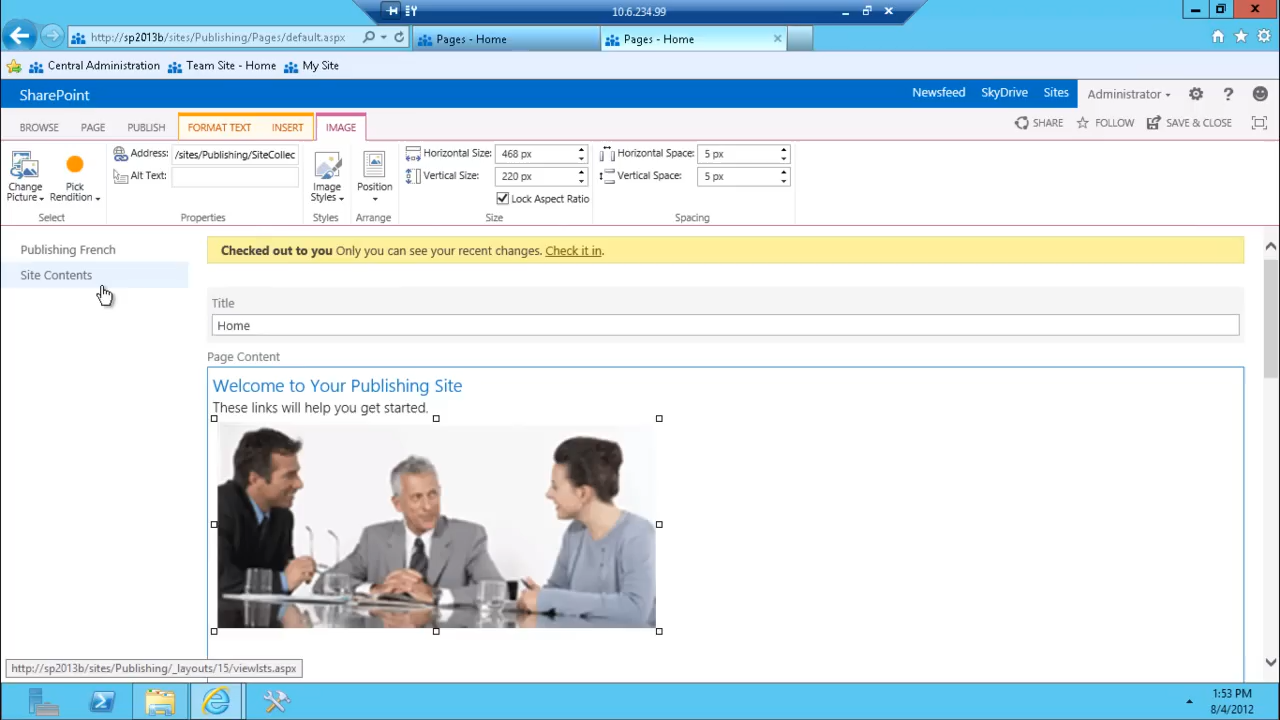 10.6.234.99
http://sp2013b/sites/Publishing/Pages/default.aspx
Pages - Home
Pages - Home
Central Administration
Team Site - Home
My Site
SharePoint
Newsfeed
SkyDrive
Sites
Administrator
?
BROWSE
PAGE
PUBLISH
FORMAT TEXT
INSERT
IMAGE
SHARE
FOLLOW
SAVE & CLOSE
Change Picture
Pick Rendition
Address: /sites/Publishing/SiteCollec
Alt Text:
Image Styles
Position
Horizontal Size: 468 px
Vertical Size: 220 px
Lock Aspect Ratio
Horizontal Space: 5 px
Vertical Space: 5 px
Select
Properties
Styles
Arrange
Size
Spacing
Publishing French
Site Contents
Checked out to you Only you can see your recent changes. Check it in.
Title
Home
Page Content
Welcome to Your Publishing Site
These links will help you get started.
http://sp2013b/sites/Publishing/_layouts/15/viewlsts.aspx
1:53 PM
8/4/2012